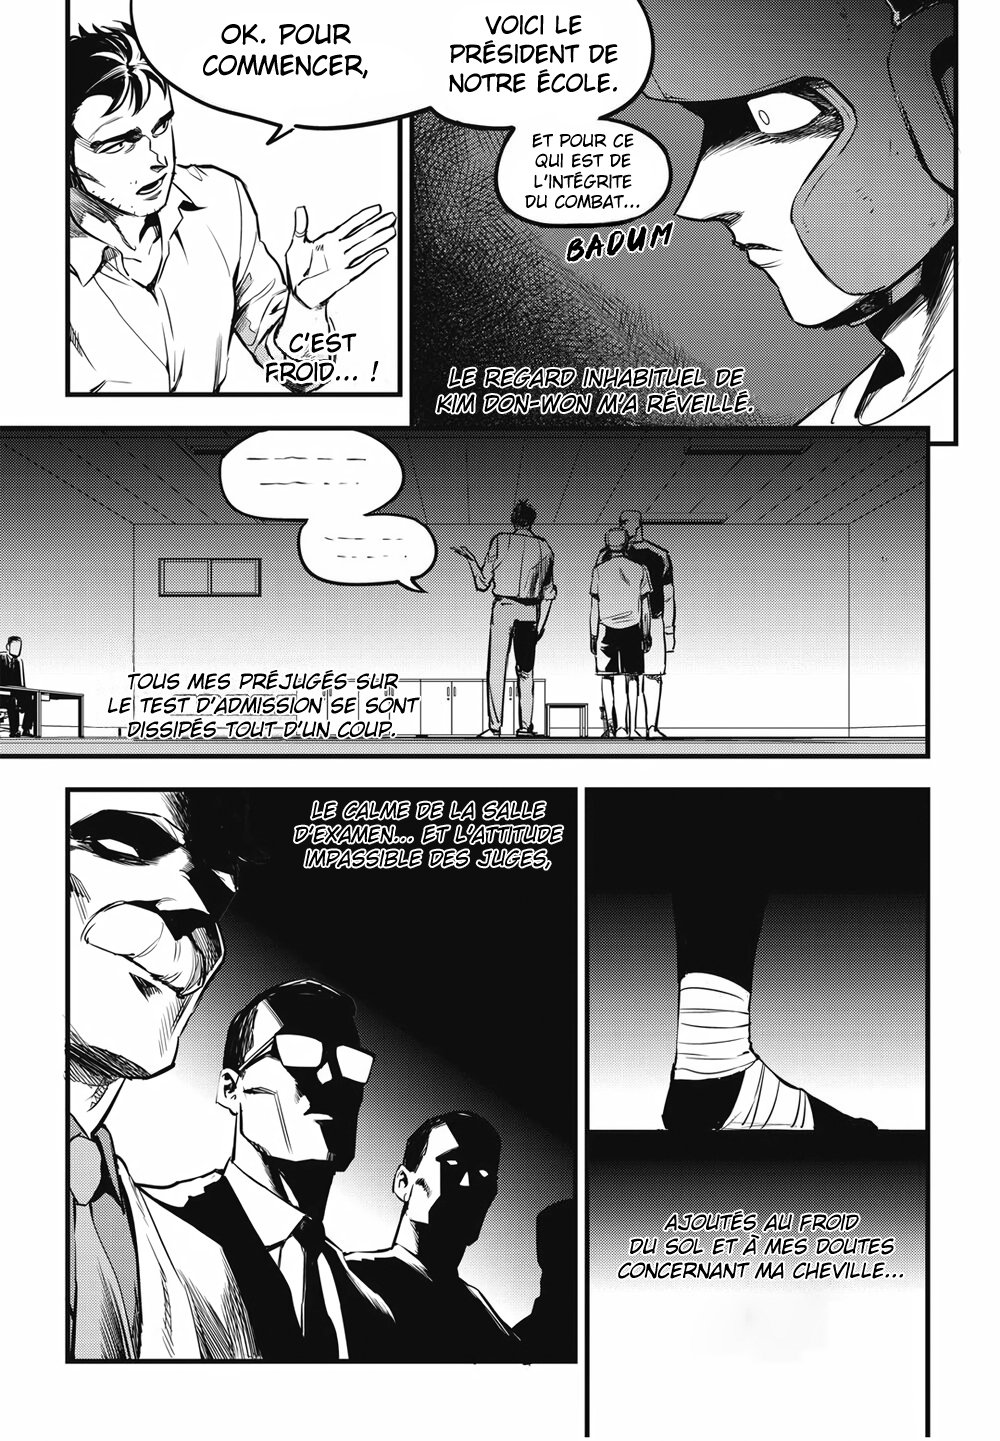 OK. POUR
COMMENCER,
VOICI LE
PRÉSIDENT DE
NOTRE ÉCOLE.
ET POUR CE
QUI EST DE
L'INTÉGRITE
DU COMBAT...
BADUM
C'EST
FROID... !
LE REGARD INHABITUEL DE
KIM DON-WON M'A RÉVEILLÉ.
TOUS MES PRÉJUGÉS SUR
LE TEST D'ADMISSION SE SONT
DISSIPÉS TOUT D'UN COUP.
LE CALME DE LA SALLE
D'EXAMEN... ET L'ATTITUDE
IMPASSIBLE DES JUGES,
AJOUTÉS AU FROID
DU SOL ET À MES DOUTES
CONCERNANT MA CHEVILLE...